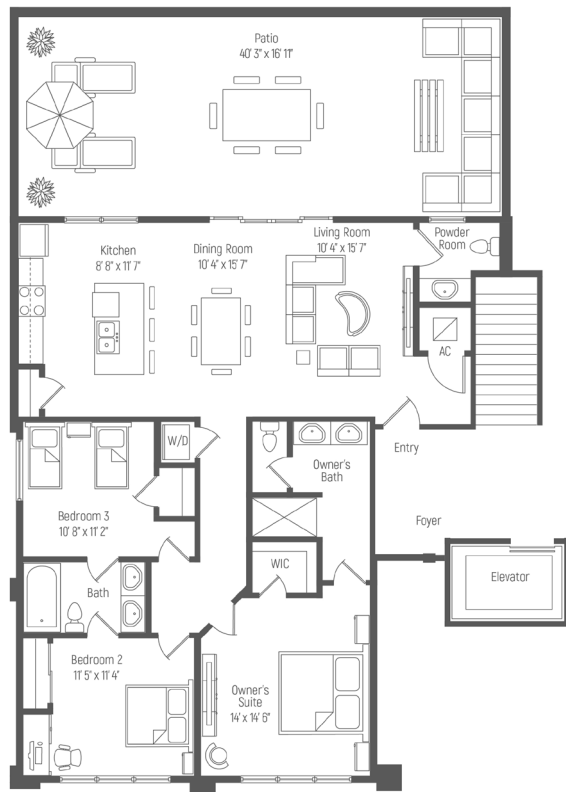 Patio
40' 3" x 16' 11"
Kitchen
8' 8" x 11' 7"
Dining Room
10' 4" x 15' 7"
Living Room
10' 4" x 15' 7"
Powder
Room
AC
W/D
Entry
Owner's
Bath
Bedroom 3
10' 8" x 11' 2"
Foyer
WIC
Elevator
Bath
Bedroom 2
11' 5" x 11' 4"
Owner's
Suite
14' x 14' 6"